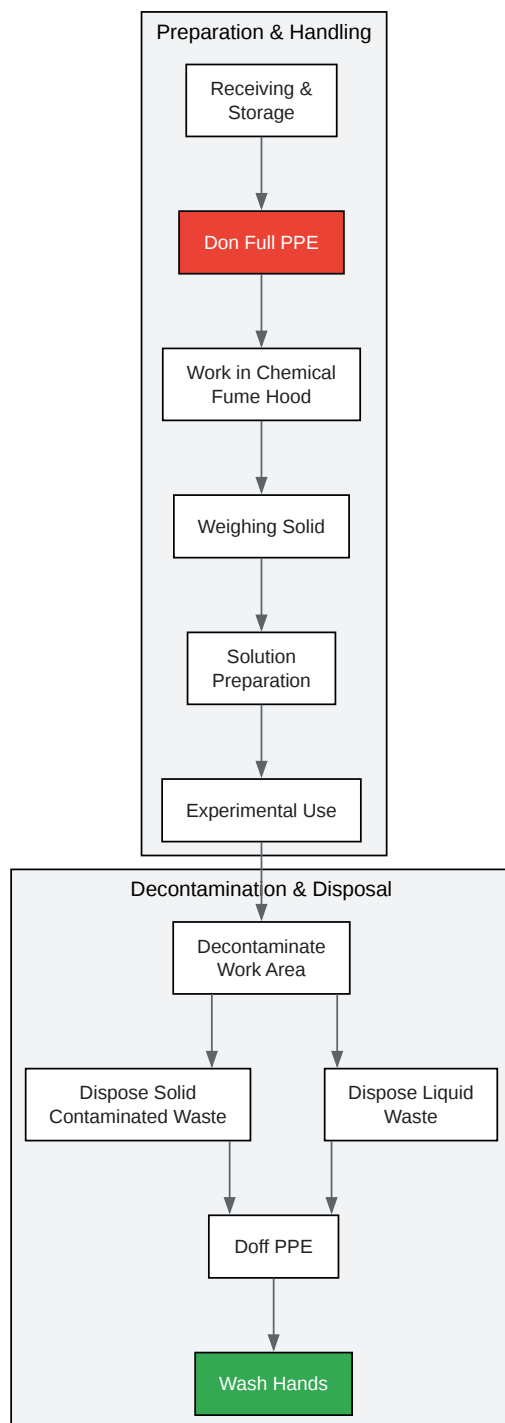 Preparation & Handling
Receiving &
Storage
Don Full PPE
Work in Chemical
Fume Hood
Weighing Solid
Solution
Preparation
Experimental Use
Decontamination & Disposal
Decontaminate
Work Area
Dispose Solid
Contaminated Waste
Dispose Liquid
Waste
Doff PPE
Wash Hands